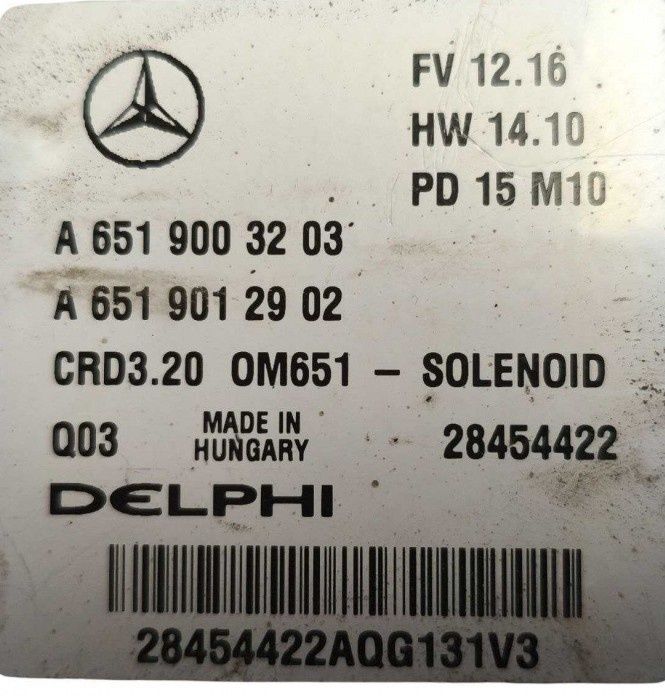 FV 12.16
HW 14.10
PD 15 M10
A 651 900 32 03
A 651 901 29 02
CRD3.20 OM651 – SOLENOID
Q03 MADE IN HUNGARY 28454422
DELPHI
28454422AQG131V3